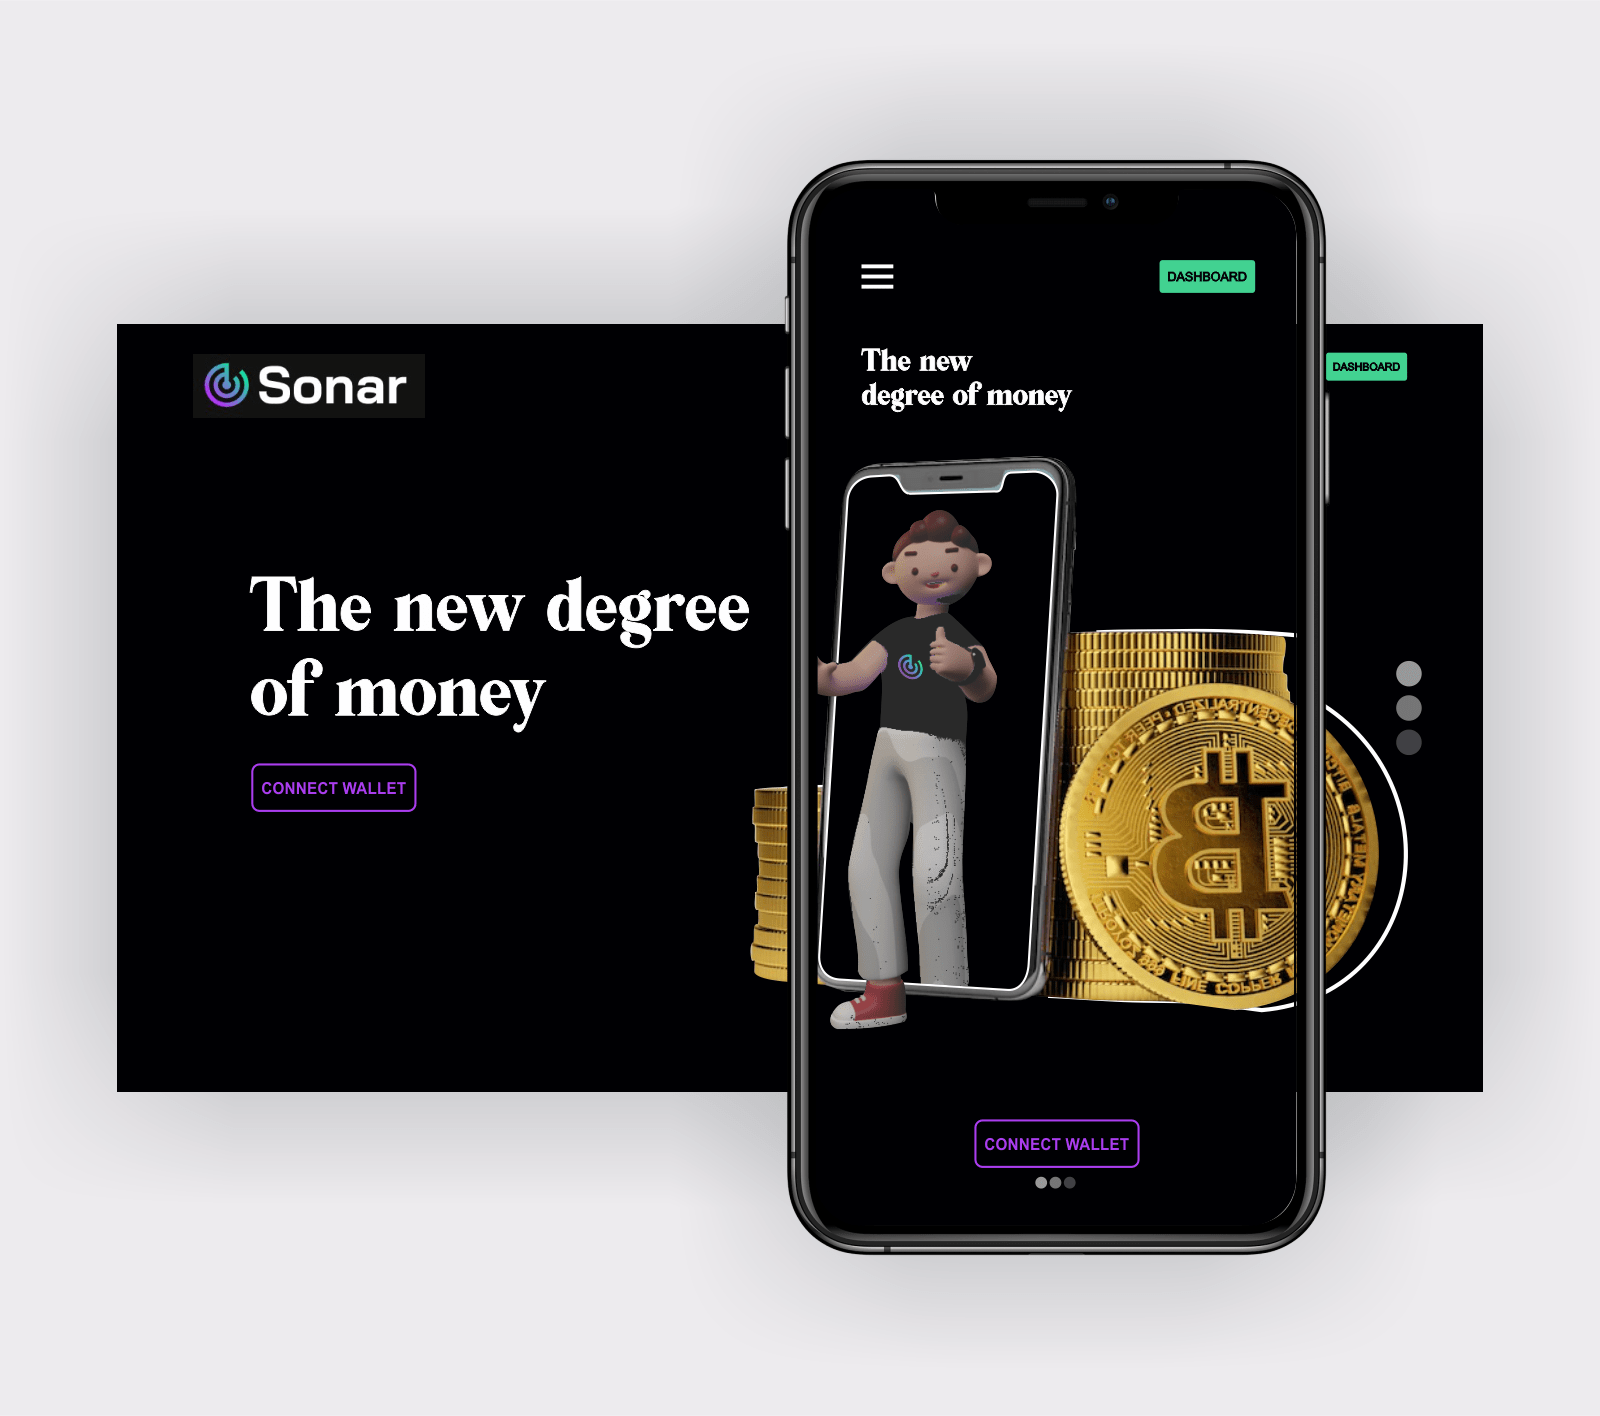 Sonar
DASHBOARD
The new degree
of money
CONNECT WALLET
DASHBOARD
The new
degree of money
CONNECT WALLET